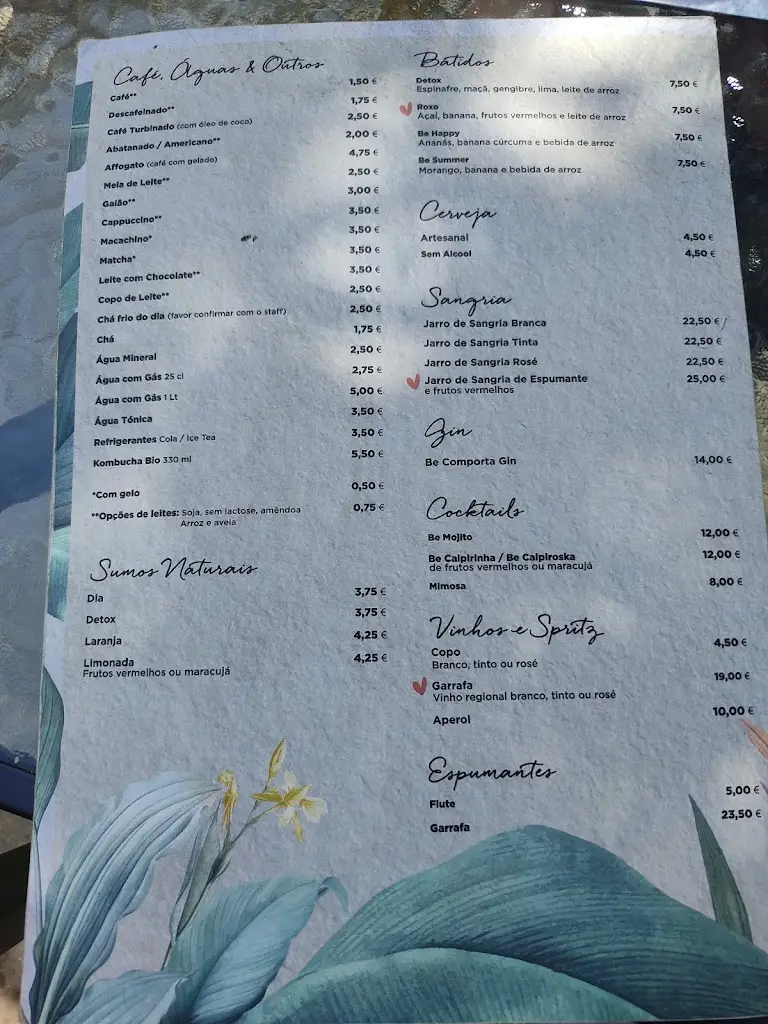 Café, Águas & Outros
Café** 1,50 €
Descafeinado** 1,75 €
Café Turbinado (com óleo de coco) 2,50 €
Abatanado / Americano** 2,00 €
Affogato (café com gelado) 4,75 €
Meia de Leite** 2,50 €
Galão** 3,00 €
Cappuccino** 3,50 €
Macachino* 3,50 €
Matcha* 3,50 €
Leite com Chocolate** 3,50 €
Copo de Leite** 2,50 €
Chá frio do dia (favor confirmar com o staff) 2,50 €
Chá 1,75 €
Água Mineral 2,50 €
Água com Gás 25 cl 2,75 €
Água com Gás 1 Lt 5,00 €
Água Tónica 3,50 €
Refrigerantes Cola / Ice Tea 3,50 €
Kombucha Bio 330 ml 5,50 €
*Com gelo 0,50 €
**Opções de leites: Soja, sem lactose, amêndoa 0,75 €
Arroz e aveia
Sumos Naturais
Dia 3,75 €
Detox 3,75 €
Laranja 4,25 €
Limonada 4,25 €
Frutos vermelhos ou maracujá
Batidos
Detox 7,50 €
Espinafre, maçã, gengibre, lima, leite de arroz
Roxo 7,50 €
Açaí, banana, frutos vermelhos e leite de arroz
Be Happy 7,50 €
Ananás, banana cúrcuma e bebida de arroz
Be Summer 7,50 €
Morango, banana e bebida de arroz
Cerveja
Artesanal 4,50 €
Sem Alcool 4,50 €
Sangria
Jarro de Sangria Branca 22,50 €
Jarro de Sangria Tinta 22,50 €
Jarro de Sangria Rosé 22,50 €
Jarro de Sangria de Espumante 25,00 €
e frutos vermelhos
Gin
Be Comporta Gin 14,00 €
Cocktails
Be Mojito 12,00 €
Be Caipirinha / Be Caipiroska 12,00 €
de frutos vermelhos ou maracujá
Mimosa 8,00 €
Vinhos e Spritz
Copo 4,50 €
Branco, tinto ou rosé
Garrafa 19,00 €
Vinho regional branco, tinto ou rosé
Aperol 10,00 €
Espumantes
Flute 5,00 €
Garrafa 23,50 €